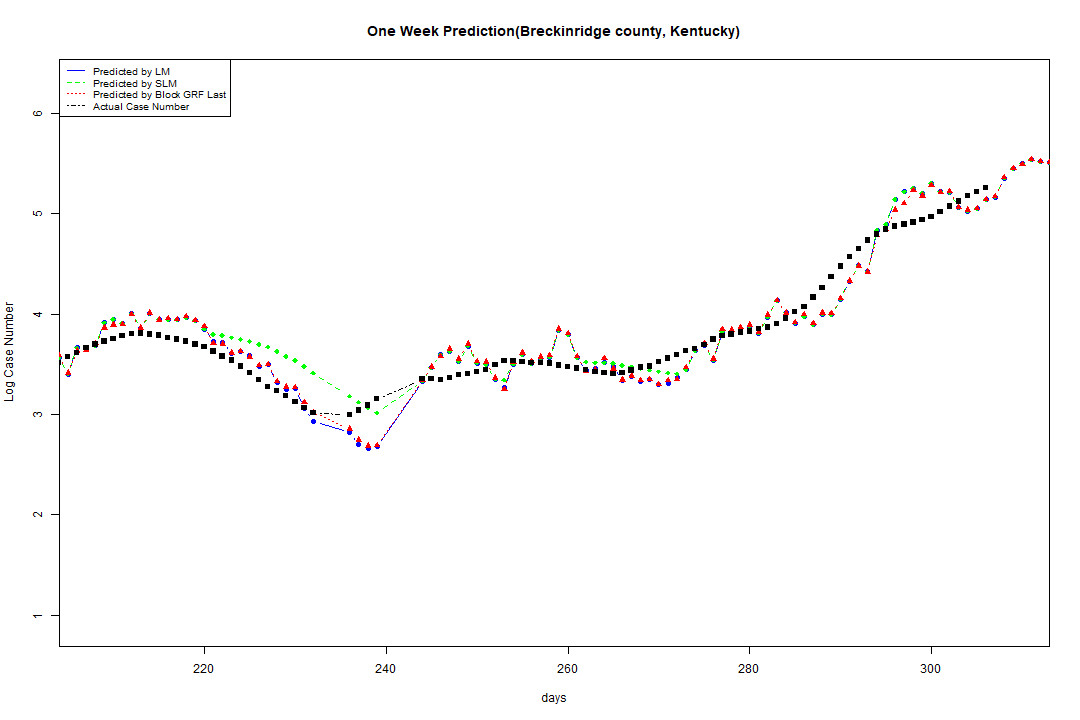 One Week Prediction(Breckinridge county, Kentucky)
Predicted by LM
Predicted by SLM
Predicted by Block GRF Last
Actual Case Number
Log Case Number
6
5
4
3
2
1
220 240 260 280 300
days